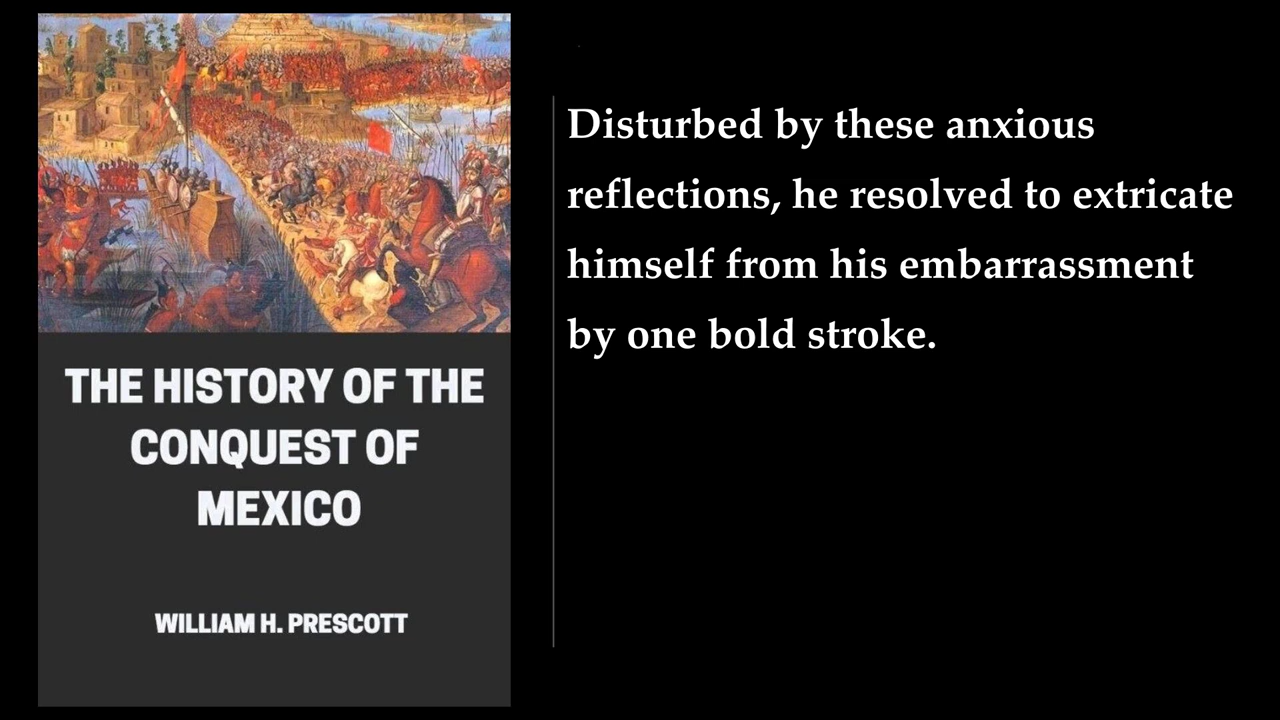 THE HISTORY OF THE
CONQUEST OF
MEXICO
WILLIAM H. PRESCOTT
Disturbed by these anxious
reflections, he resolved to extricate
himself from his embarrassment
by one bold stroke.